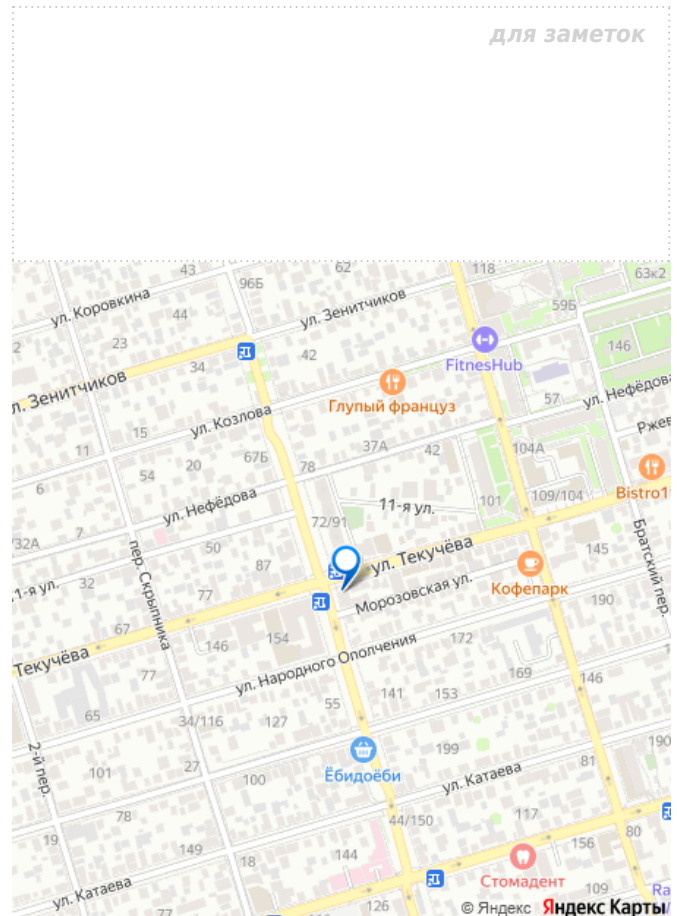 для заметок
43
62
118
63к2
96Б
ул. Коровкина
ул. Зенитчиков
59Б
44
2
23
42
146
34
FitnesHub
л. Зенитчиков
Глупый француз
57
ул. Нефёдова
15
ул. Козлова
Ржев
11
37А
42
104А
67Б
78
20
54
6
109/104
Bistro1
101
ул. Нефёдова
11-я ул.
72/91
7
32А
50
ул. Текучёва
145
пер. Скрыпника
87
Братский пер.
.1-я ул.
32
Кофепарк
Морозовская ул.
190
67
172
154
146
Текучёва
ул. Народного Ополчения
77
169
146
141
153
55
65
34/116
127
2-й пер.
199
190
101
27
Ёбидоёби
81
100
ул. Катаева
78
44/150
117
80
19
149
144
156
18
Стомадент
109
ул. Катаева
126
Ra
© Яндекс Яндекс Карты